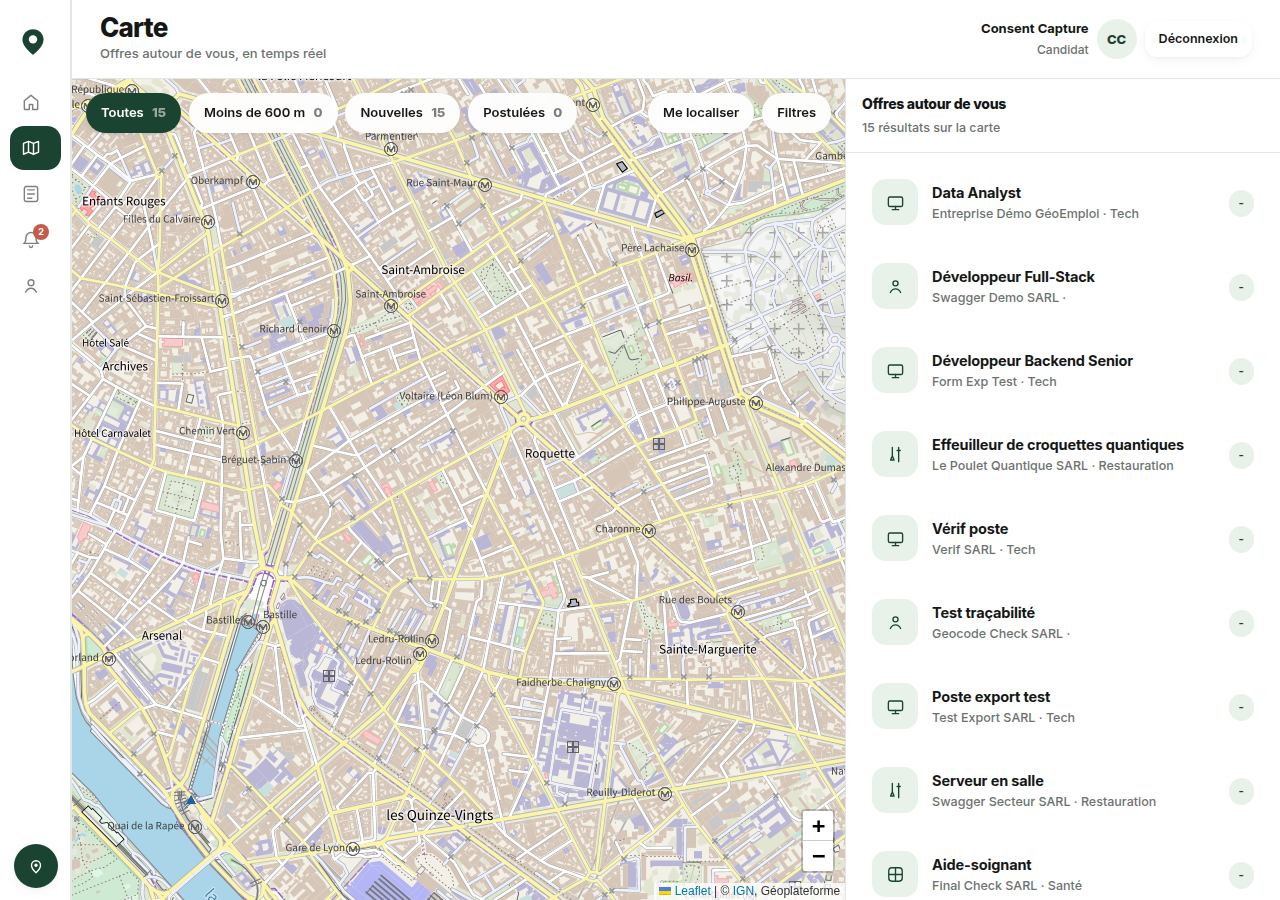 Carte
Offres autour de vous, en temps réel
Consent Capture
Candidat
CC
Déconnexion
2
Toutes 15
Moins de 600 m 0
Nouvelles 15
Postulées 0
Me localiser
Filtres
République
Parmentier
Oberkampf
Rue Saint-Maur
Enfants Rouges
Filles du Calvaire
Père Lachaise
Saint-Ambroise
Basil.
Saint-Ambroise
Saint-Sébastien-Froissart
Richard Lenoir
Hôtel Salé
Archives
Voltaire (Léon Blum)
Philippe-Auguste
Hôtel Carnavalet
Chemin Vert
Bréguet-Sabin
Roquette
Alexandre Dumas
Charonne
Rue des Boulets
Bastille
Bastille
Arsenal
Ledru-Rollin
Ledru-Rollin
Sainte-Marguerite
Faidherbe-Chaligny
Reuilly-Diderot
les Quinze-Vingts
Quai de la Rapée
Gare de Lyon
+
−
Leaflet | © IGN, Géoplateforme
Offres autour de vous
15 résultats sur la carte
Data Analyst
Entreprise Démo GéoEmploi · Tech
-
Développeur Full-Stack
Swagger Demo SARL ·
-
Développeur Backend Senior
Form Exp Test · Tech
-
Effeuilleur de croquettes quantiques
Le Poulet Quantique SARL · Restauration
-
Vérif poste
Verif SARL · Tech
-
Test traçabilité
Geocode Check SARL ·
-
Poste export test
Test Export SARL · Tech
-
Serveur en salle
Swagger Secteur SARL · Restauration
-
Aide-soignant
Final Check SARL · Santé
-